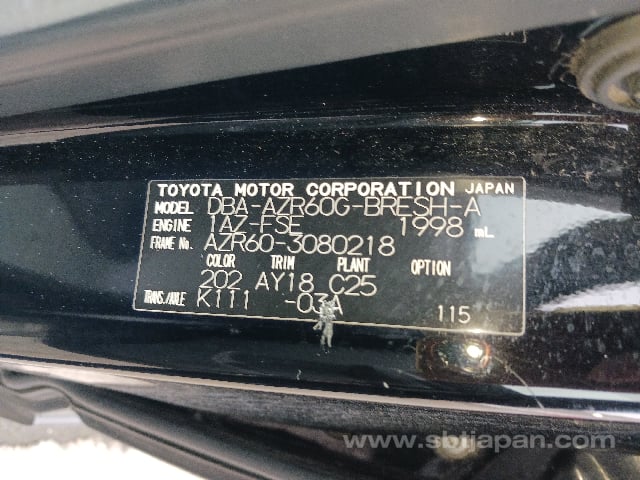 TOYOTA MOTOR CORPORATION JAPAN
MODEL DBA-AZR60G-BRESH-A
ENGINE 1AZ-FSE 1998 mL
FRAME No. AZR60-3080218
COLOR TRIM PLANT OPTION
202 AY18 C25
TRANS./AXLE K111 -03A
115
www.sbtjapan.com